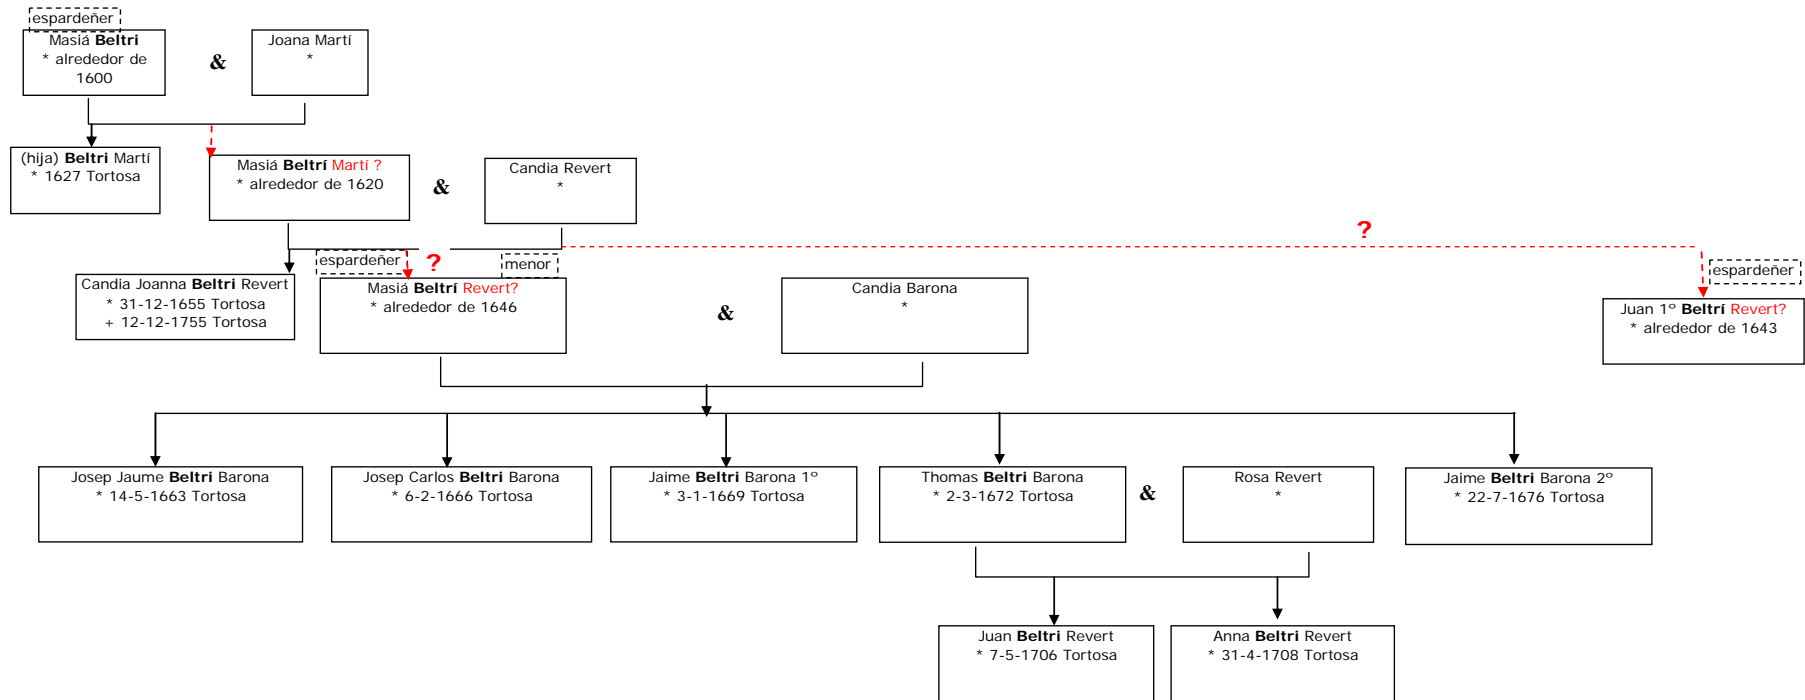 espardeñer
Masiá Beltri
* alrededor de
1600
&
Joana Martí
*
(hija) Beltri Martí
* 1627 Tortosa
Masiá Beltrí Martí ?
* alrededor de 1620
&
Candia Revert
*
?
espardeñer
?
menor
espardeñer
Candia Joanna Beltri Revert
* 31-12-1655 Tortosa
+ 12-12-1755 Tortosa
Masiá Beltrí Revert?
* alrededor de 1646
&
Candia Barona
*
Juan 1º Beltrí Revert?
* alrededor de 1643
Josep Jaume Beltri Barona
* 14-5-1663 Tortosa
Josep Carlos Beltri Barona
* 6-2-1666 Tortosa
Jaime Beltri Barona 1º
* 3-1-1669 Tortosa
Thomas Beltri Barona
* 2-3-1672 Tortosa
&
Rosa Revert
*
Jaime Beltri Barona 2º
* 22-7-1676 Tortosa
Juan Beltri Revert
* 7-5-1706 Tortosa
Anna Beltri Revert
* 31-4-1708 Tortosa